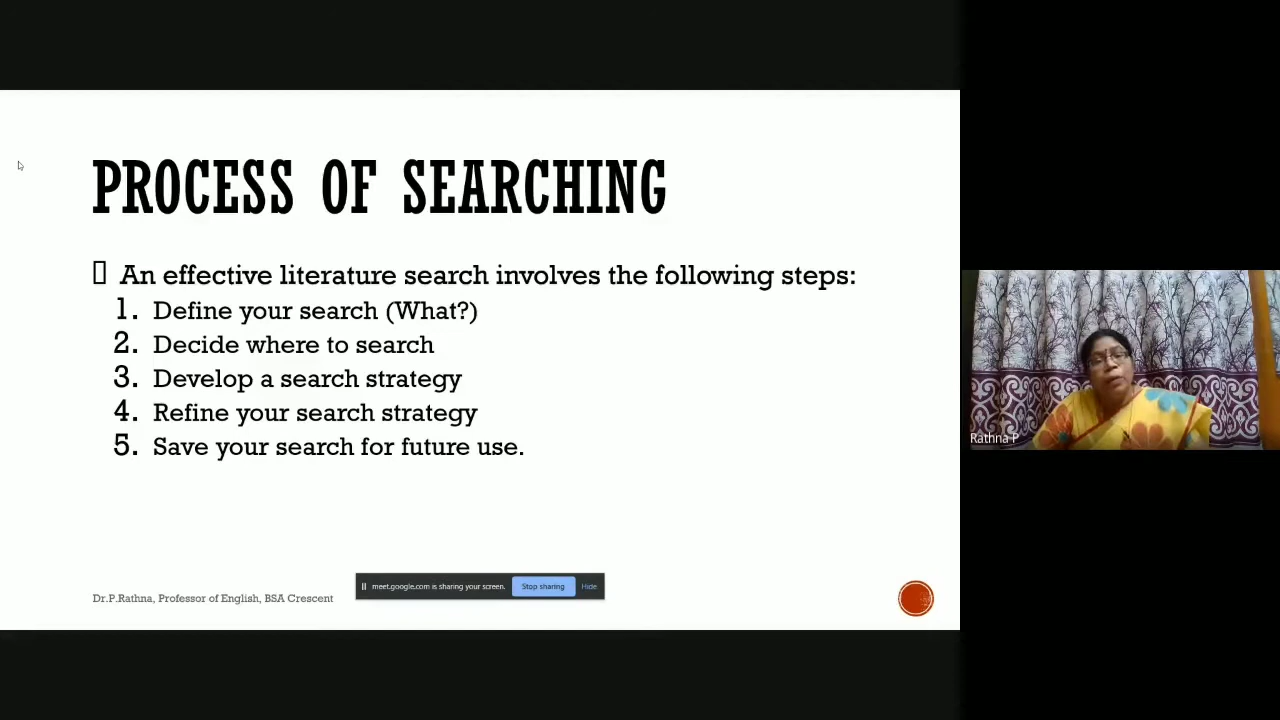 PROCESS OF SEARCHING
An effective literature search involves the following steps:
1. Define your search (What?)
2. Decide where to search
3. Develop a search strategy
4. Refine your search strategy
5. Save your search for future use.
Rathna P
meet.google.com is sharing your screen. Stop sharing Hide
Dr.P.Rathna, Professor of English, BSA Crescent